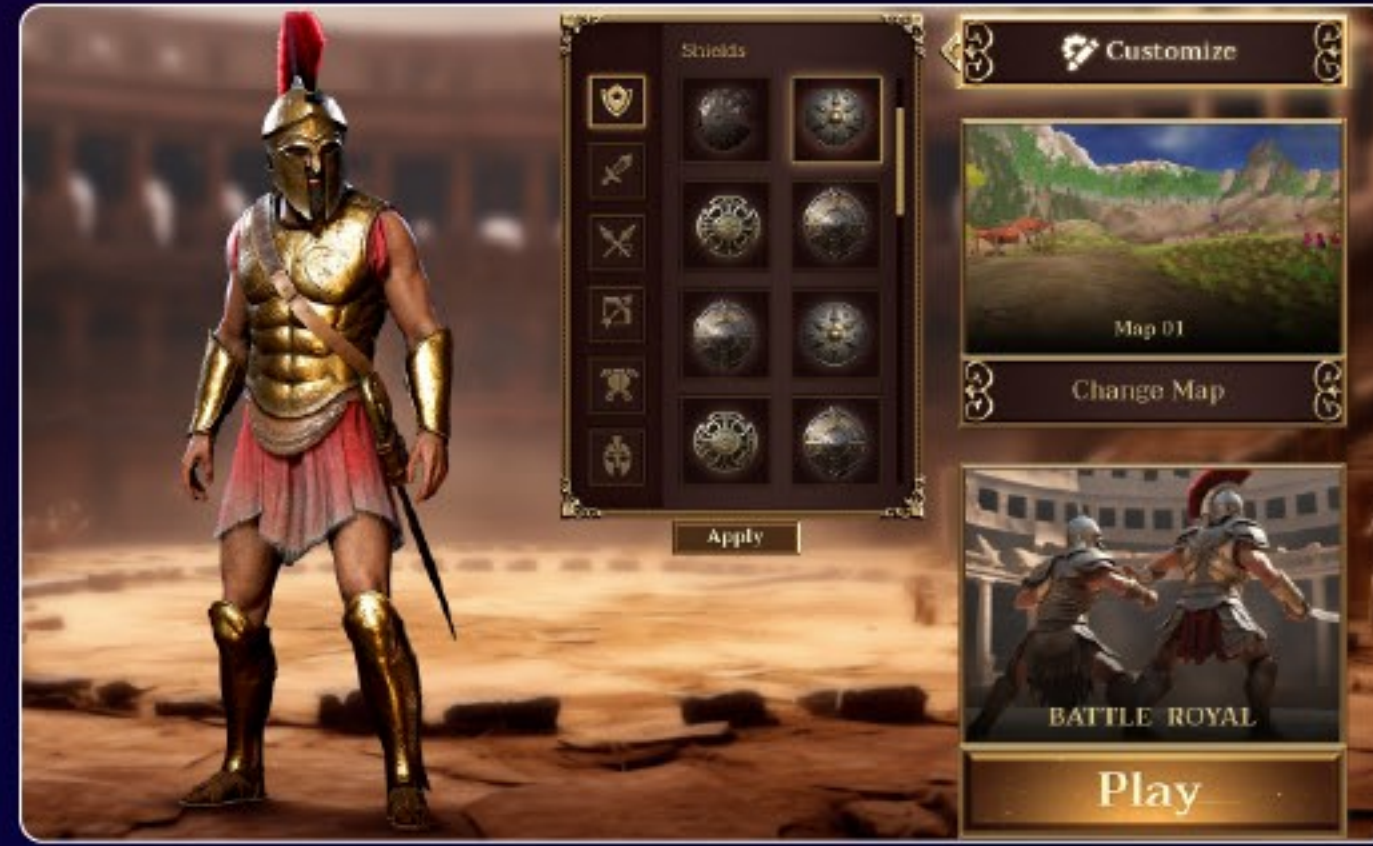 Shields
Apply
Customize
Map 01
Change Map
BATTLE ROYAL
Play